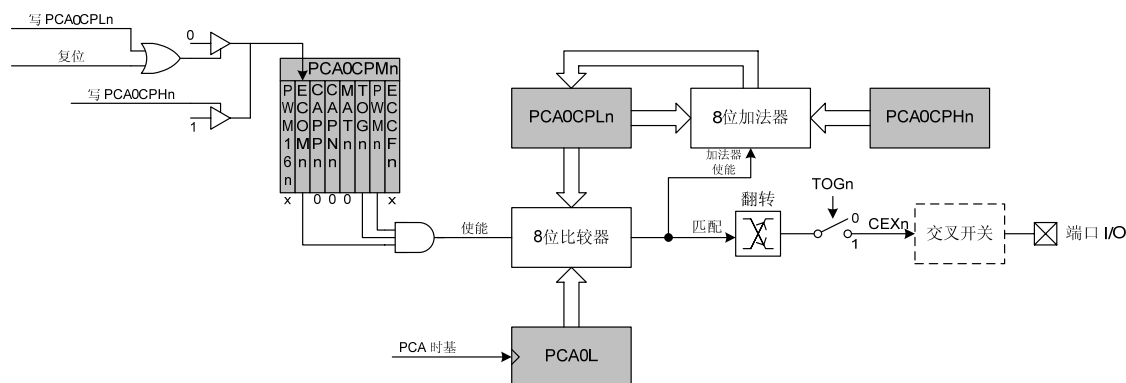 写 PCA0CPLn
复位
写 PCA0CPHn
0
1
PCA0CPMn
PWM16n
ECOMn
CAPPn
CAPNn
MATn
TOGn
PWMn
ECCFn
x
0
0
0
x
使能
PCA0CPLn
8位加法器
PCA0CPHn
加法器
使能
8位比较器
匹配
翻转
TOGn
0
1
CEXn
交叉开关
端口 I/O
PCA 时基
PCA0L